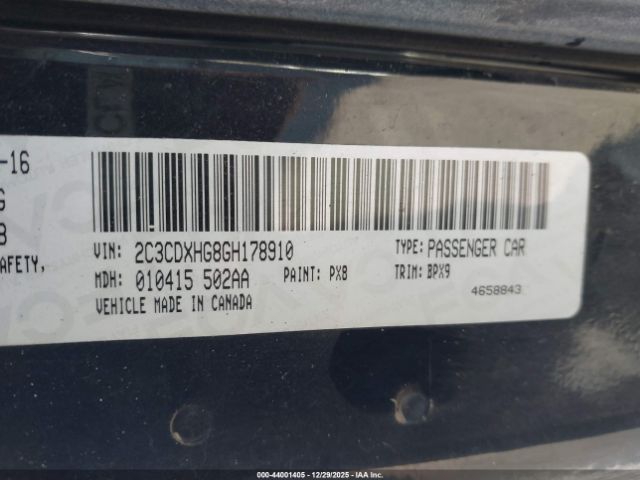 -16
G
8
AFETY,
VIN: 2C3CDXHG8GH178910
TYPE: PASSENGER CAR
MDH: 010415 502AA
PAINT: PX8
TRIM: BPX9
VEHICLE MADE IN CANADA
4658843
000-44001405 • 12/29/2025 • IAA Inc.